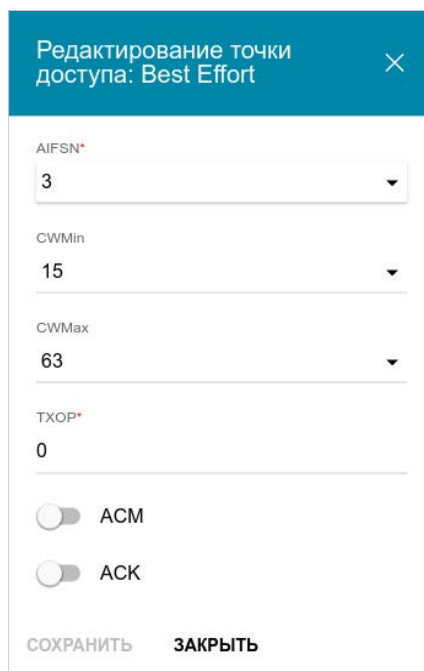 Редактирование точки
доступа: Best Effort
AIFSN*
3
CWMin
15
CWMax
63
TXOP*
0
ACM
ACK
СОХРАНИТЬ ЗАКРЫТЬ